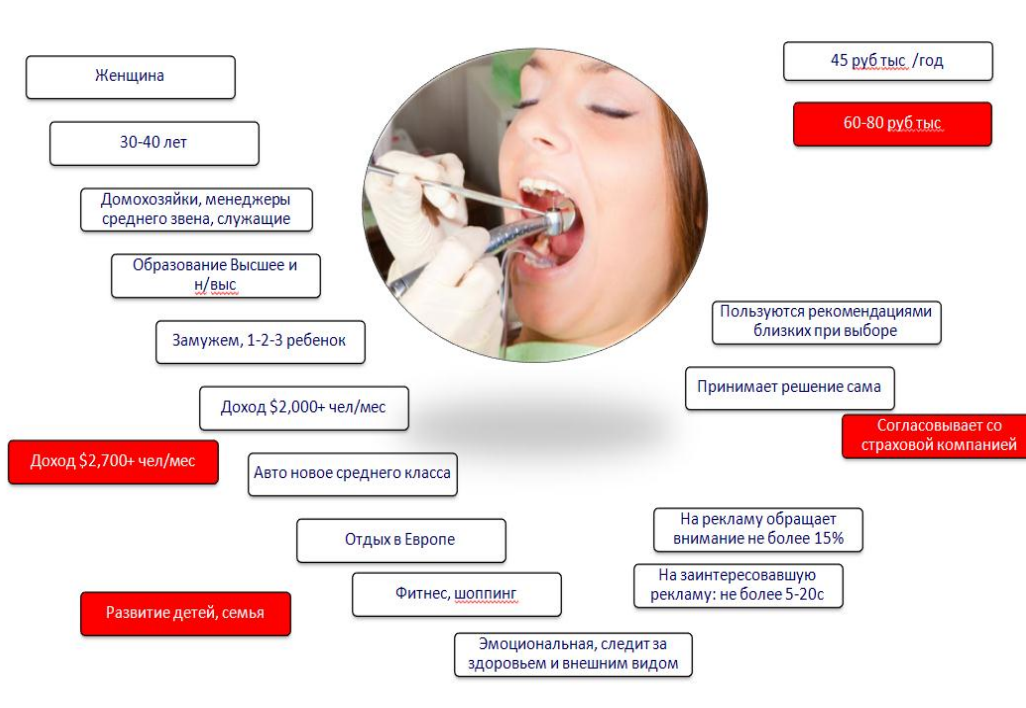 Женщина
30-40 лет
Домохозяйки, менеджеры
среднего звена, служащие
Образование Высшее и
н/выс
Замужем, 1-2-3 ребенок
Доход $2,000+ чел/мес
Доход $2,700+ чел/мес
Авто новое среднего класса
Отдых в Европе
Фитнес, шоппинг
Развитие детей, семья
Эмоциональная, следит за
здоровьем и внешним видом
45 руб тыс /год
60-80 руб тыс
Пользуются рекомендациями
близких при выборе
Принимает решение сама
Согласовывает со
страховой компанией
На рекламу обращает
внимание не более 15%
На заинтересовавшую
рекламу: не более 5-20с